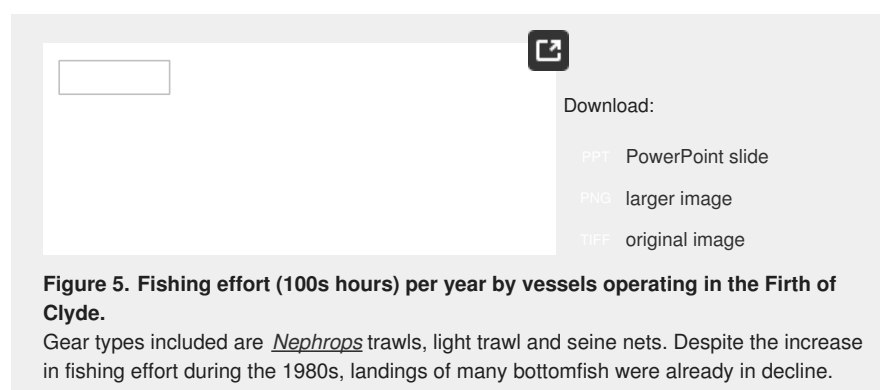 Download:
PPT PowerPoint slide
PNG larger image
TIFF original image
Figure 5. Fishing effort (100s hours) per year by vessels operating in the Firth of
Clyde.
Gear types included are Nephrops trawls, light trawl and seine nets. Despite the increase
in fishing effort during the 1980s, landings of many bottomfish were already in decline.